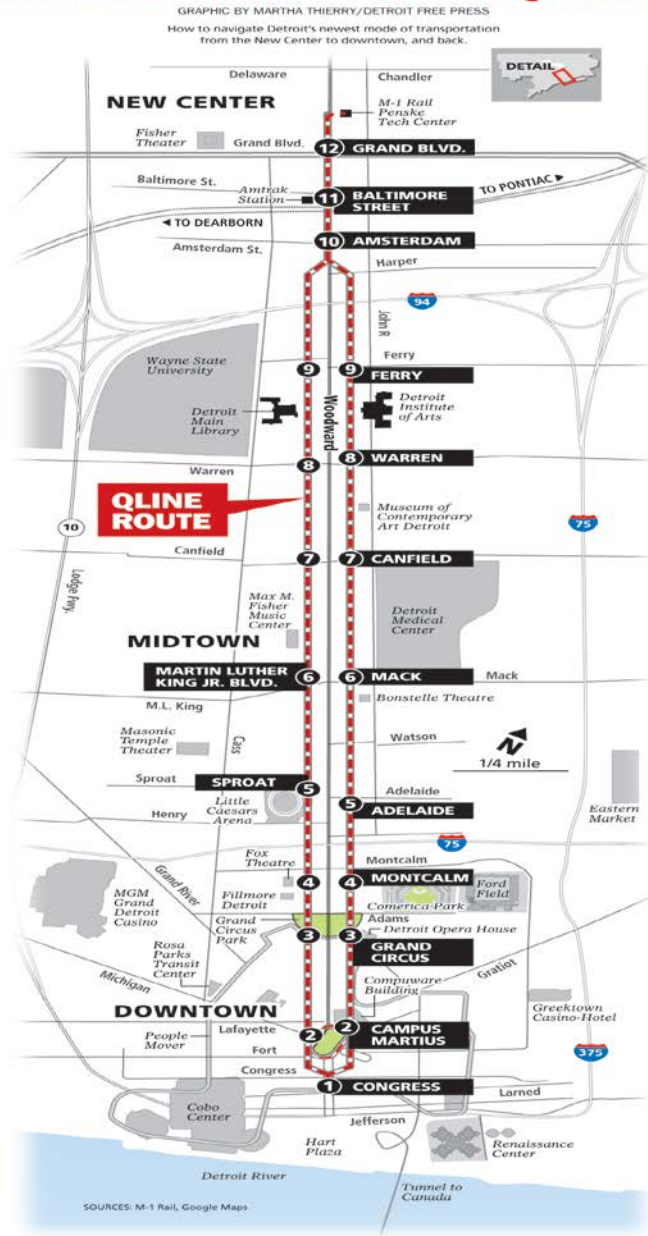 GRAPHIC BY MARTHA THIERRY/DETROIT FREE PRESS
How to navigate Detroit's newest mode of transportation
from the New Center to downtown, and back.
DETAIL
Delaware
Chandler
NEW CENTER
M-1 Rail
Penske
Tech Center
Fisher
Theater
Grand Blvd.
12 GRAND BLVD.
Baltimore St.
Amtrak
Station
11 BALTIMORE
STREET
TO PONTIAC
TO DEARBORN
Amsterdam St.
10 AMSTERDAM
Harper
94
John R
Wayne State
University
Ferry
9
9 FERRY
Detroit
Main
Library
Woodward
Detroit
Institute
of Arts
8
8 WARREN
Warren
QLINE
ROUTE
Museum of
Contemporary
Art Detroit
10
75
Canfield
7
7 CANFIELD
Lodge Fwy.
Max M.
Fisher
Music
Center
Detroit
Medical
Center
MIDTOWN
MARTIN LUTHER
KING JR. BLVD.
6
6 MACK
Mack
M.L. King
Bonstelle Theatre
Cass
Masonic
Temple
Theater
Watson
N
1/4 mile
Sproat
SPROAT
5
Adelaide
5 ADELAIDE
Henry
Little
Caesars
Arena
Eastern
Market
75
Fox
Theatre
Montcalm
Grand River
4
4 MONTCALM
Ford
Field
MGM
Grand
Detroit
Casino
Fillmore
Detroit
Comerica Park
Grand
Circus
Park
Adams
Detroit Opera House
3
3 GRAND
CIRCUS
Rosa
Parks
Transit
Center
Michigan
Gratiot
Compuware
Building
DOWNTOWN
Greektown
Casino-Hotel
People
Mover
Lafayette
2
2 CAMPUS
MARTIUS
Fort
375
Congress
1 CONGRESS
Larned
Cobo
Center
Jefferson
Hart
Plaza
Renaissance
Center
Detroit River
Tunnel to
Canada
SOURCES: M-1 Rail, Google Maps